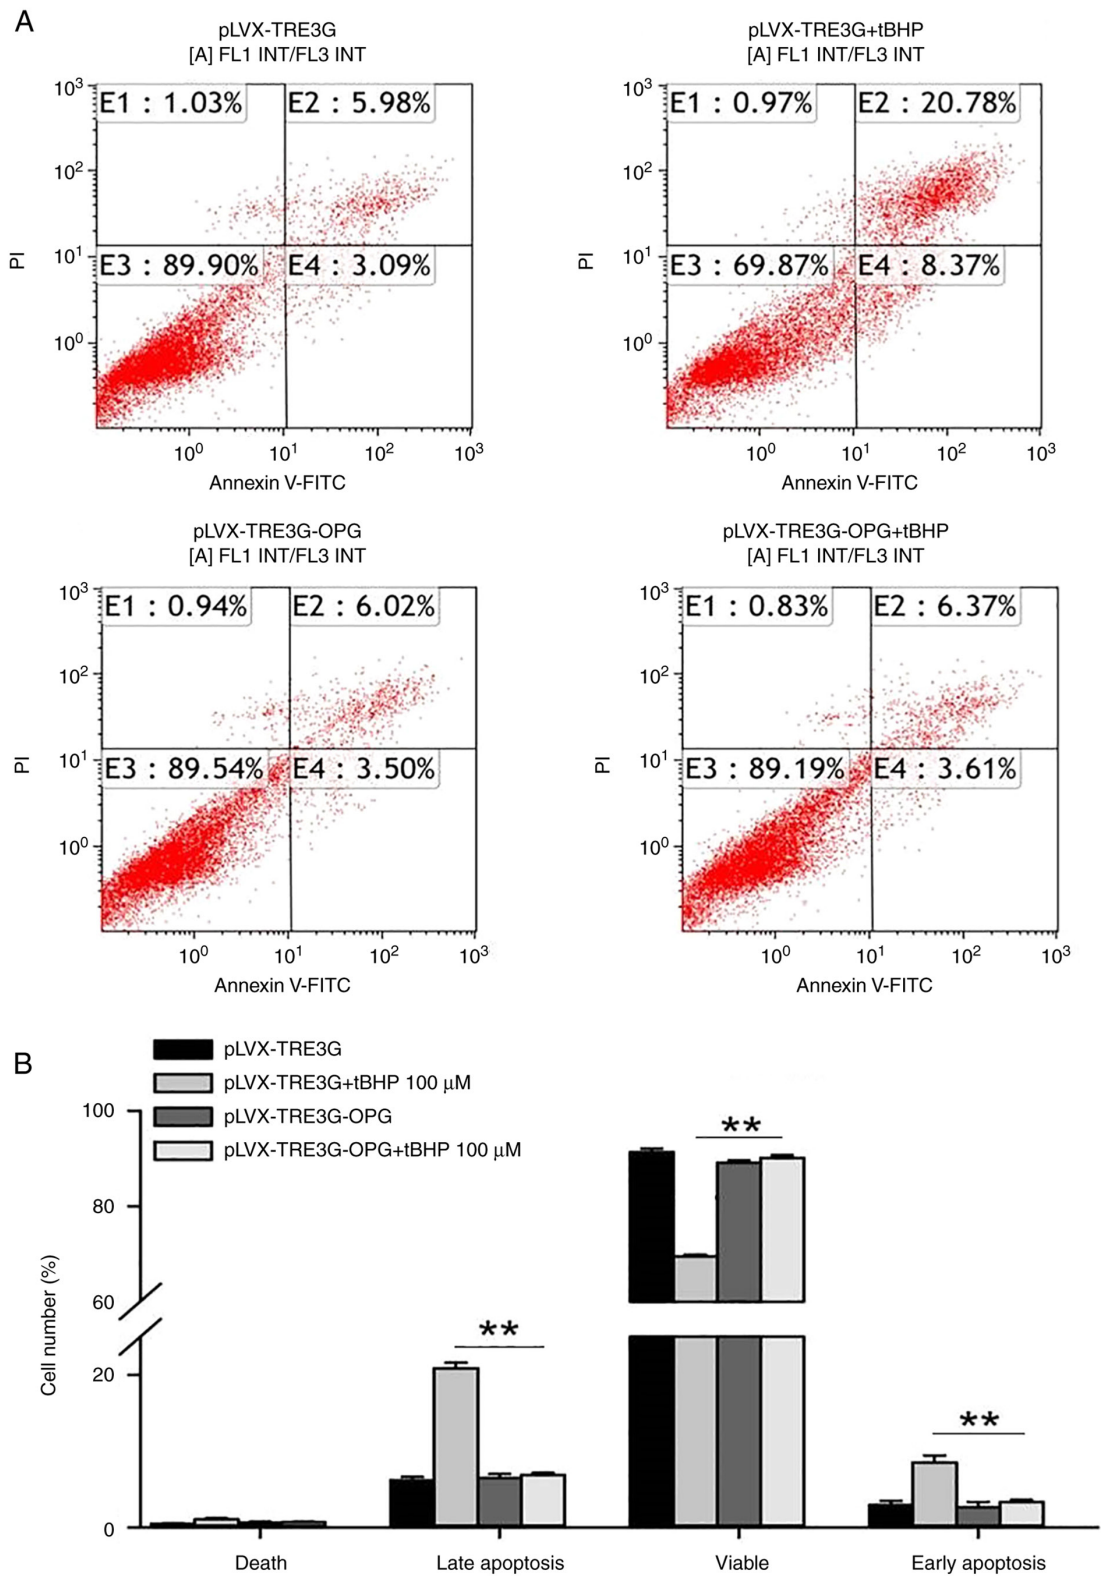 A
pLVX-TRE3G
[A] FL1 INT/FL3 INT
10³
E1 : 1.03%
E2 : 5.98%
10²
10¹
E3 : 89.90%
E4 : 3.09%
10⁰
PI
10⁰ 10¹ 10² 10³
Annexin V-FITC
pLVX-TRE3G+tBHP
[A] FL1 INT/FL3 INT
10³
E1 : 0.97%
E2 : 20.78%
10²
10¹
E3 : 69.87%
E4 : 8.37%
10⁰
PI
10⁰ 10¹ 10² 10³
Annexin V-FITC
pLVX-TRE3G-OPG
[A] FL1 INT/FL3 INT
10³
E1 : 0.94%
E2 : 6.02%
10²
10¹
E3 : 89.54%
E4 : 3.50%
10⁰
PI
10⁰ 10¹ 10² 10³
Annexin V-FITC
pLVX-TRE3G-OPG+tBHP
[A] FL1 INT/FL3 INT
10³
E1 : 0.83%
E2 : 6.37%
10²
10¹
E3 : 89.19%
E4 : 3.61%
10⁰
PI
10⁰ 10¹ 10² 10³
Annexin V-FITC
B
pLVX-TRE3G
pLVX-TRE3G+tBHP 100 μM
pLVX-TRE3G-OPG
pLVX-TRE3G-OPG+tBHP 100 μM
100
80
60
20
0
Cell number (%)
**
**
**
Death
Late apoptosis
Viable
Early apoptosis